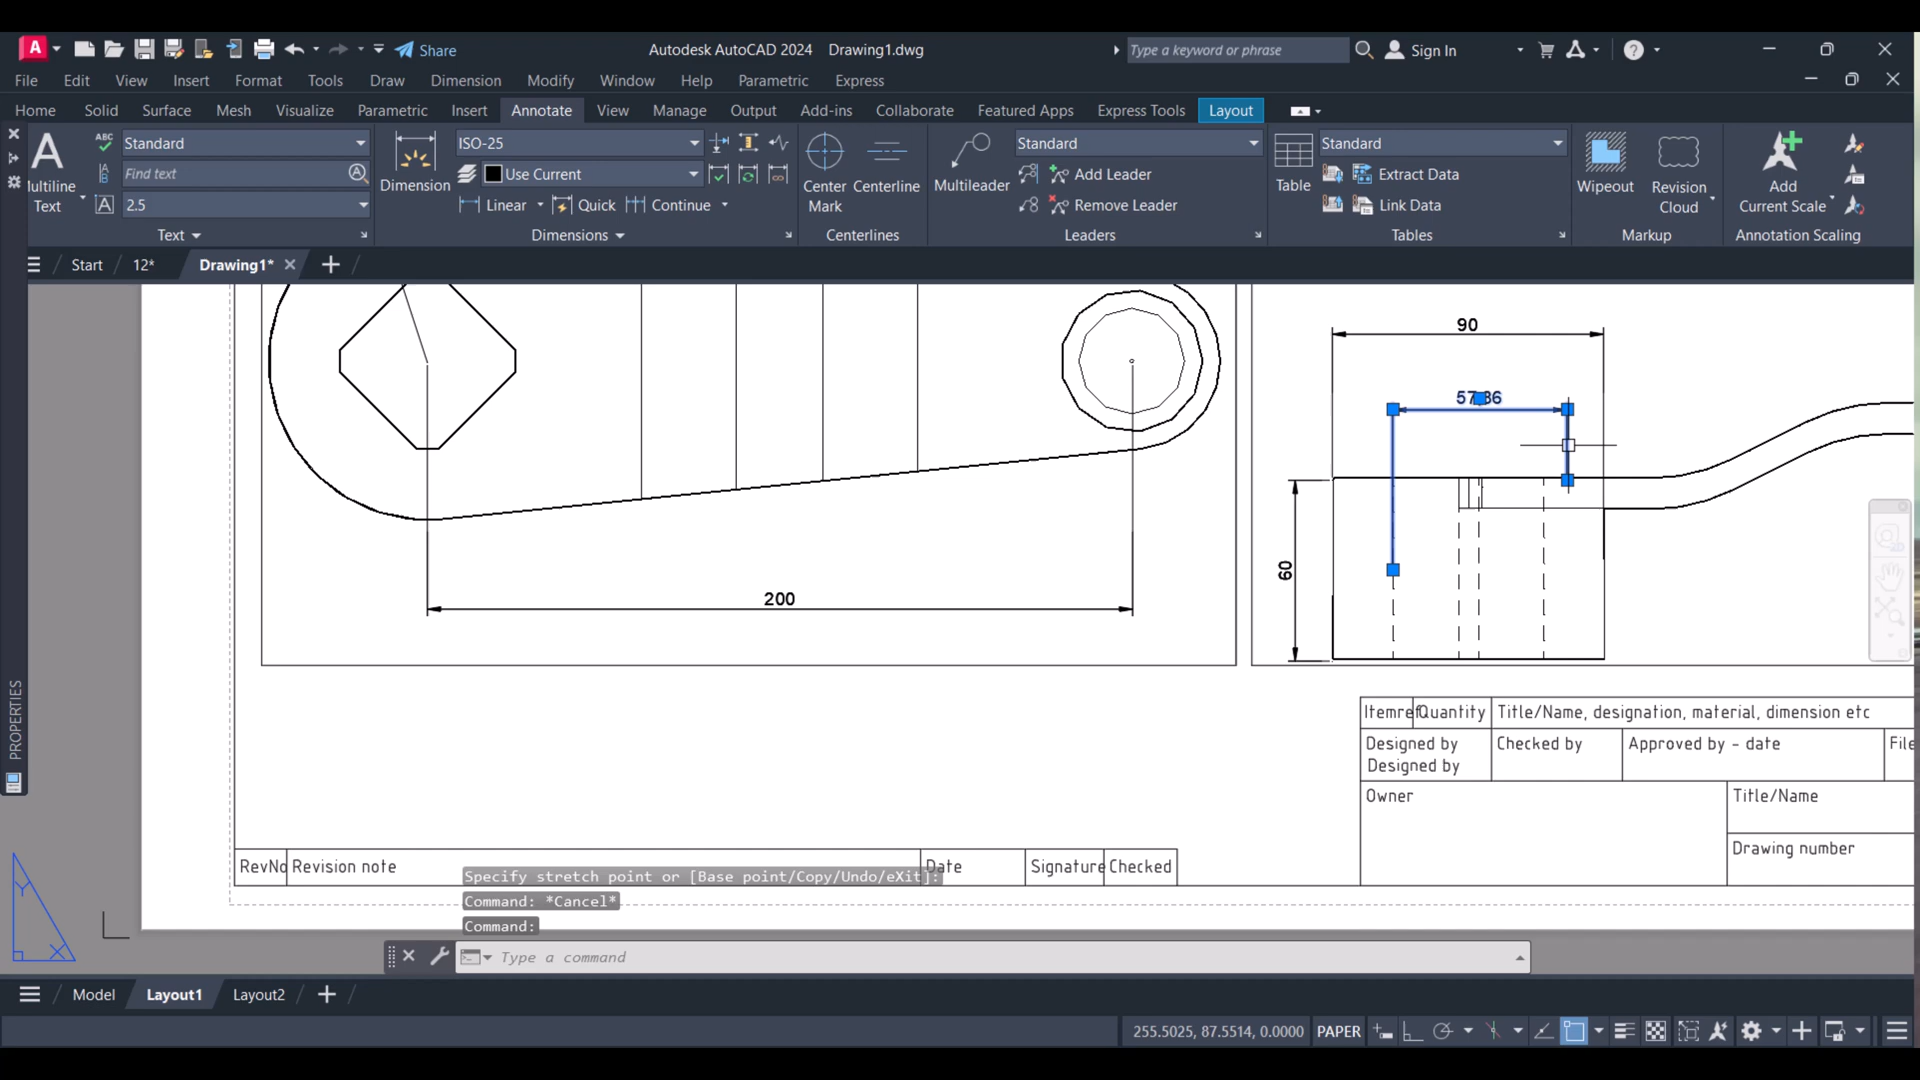 A Share Autodesk AutoCAD 2024 Drawing1.dwg Type a keyword or phrase Sign In
File Edit View Insert Format Tools Draw Dimension Modify Window Help Parametric Express
Home Solid Surface Mesh Visualize Parametric Insert Annotate View Manage Output Add-ins Collaborate Featured Apps Express Tools Layout
Standard ISO-25 Standard Standard
Find text Use Current Add Leader Extract Data
ultiline Text Dimension Center Mark Centerline Multileader Table Wipeout Revision Cloud Add Current Scale
2.5 Linear Quick Continue Remove Leader Link Data
Text Dimensions Centerlines Leaders Tables Markup Annotation Scaling
Start 12* Drawing1*
90
57.86
60
200
PROPERTIES
Itemref Quantity Title/Name, designation, material, dimension etc
Designed by Checked by Approved by - date File
Designed by
Owner Title/Name
Drawing number
RevNo Revision note Date Signature Checked
Specify stretch point or [Base point/Copy/Undo/eXit]:
Command: *Cancel*
Command:
Type a command
Y
X
Model Layout1 Layout2
255.5025, 87.5514, 0.0000 PAPER